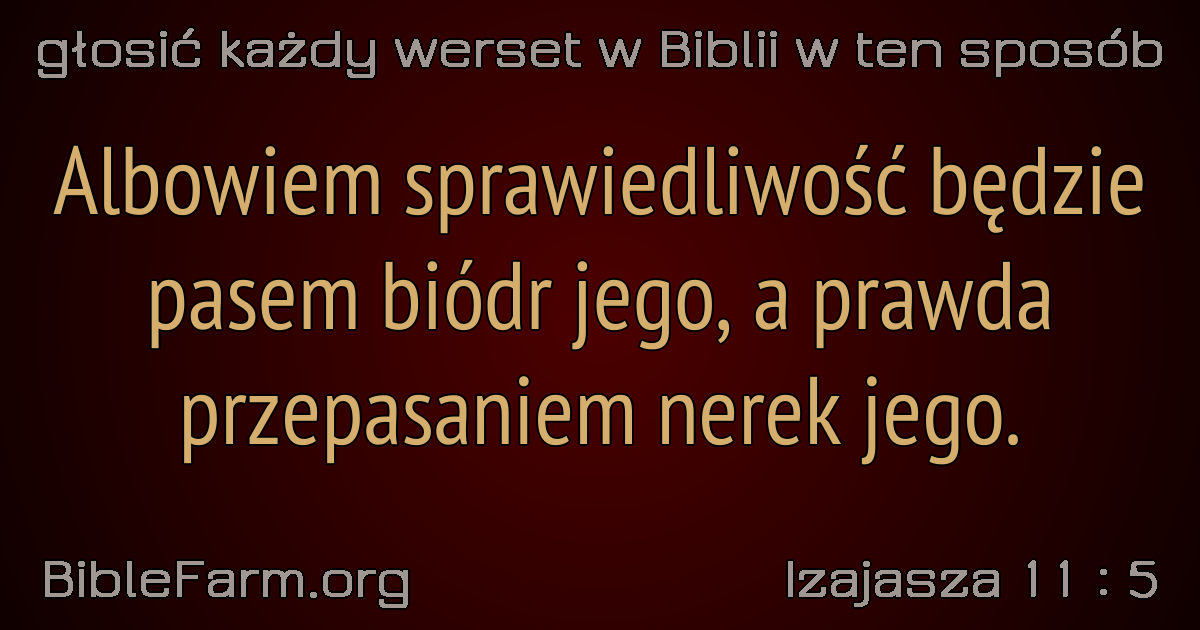 głosić każdy werset w Biblii w ten sposób
Albowiem sprawiedliwość będzie
pasem biódr jego, a prawda
przepasaniem nerek jego.
BibleFarm.org
Izajasza 11 : 5